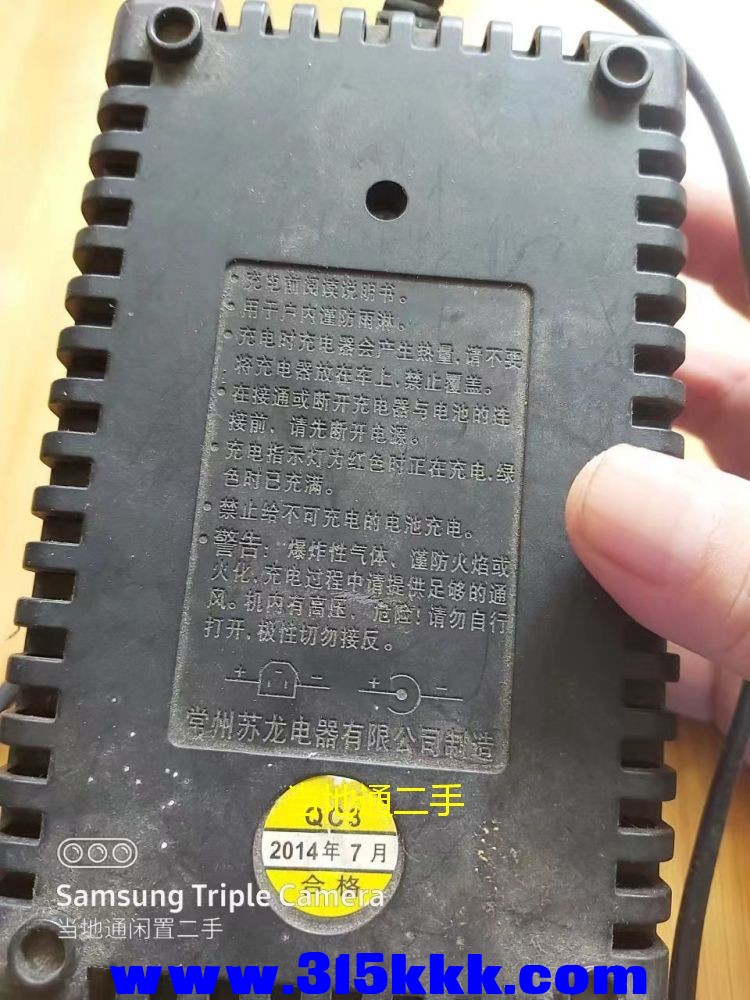 ·充电前阅读说明书。
·用于户内谨防雨淋。
·充电时充电器会产生热量,请不要
将充电器放在车上、禁止覆盖。
·在接通或断开充电器与电池的连
接前，请先断开电源。
·充电指示灯为红色时正在充电,绿
色时已充满。
·禁止给不可充电的电池充电。
·警告:"爆炸性气体、谨防火焰或
火化,充电过程中请提供足够的通
风。机内有高压，危险!请勿自行
打开,极性切勿接反。
+ − + −
常州苏龙电器有限公司制造
当地通二手
QC3
2014年7月
合格
Samsung Triple Camera
当地通闲置二手
www.315kkk.com